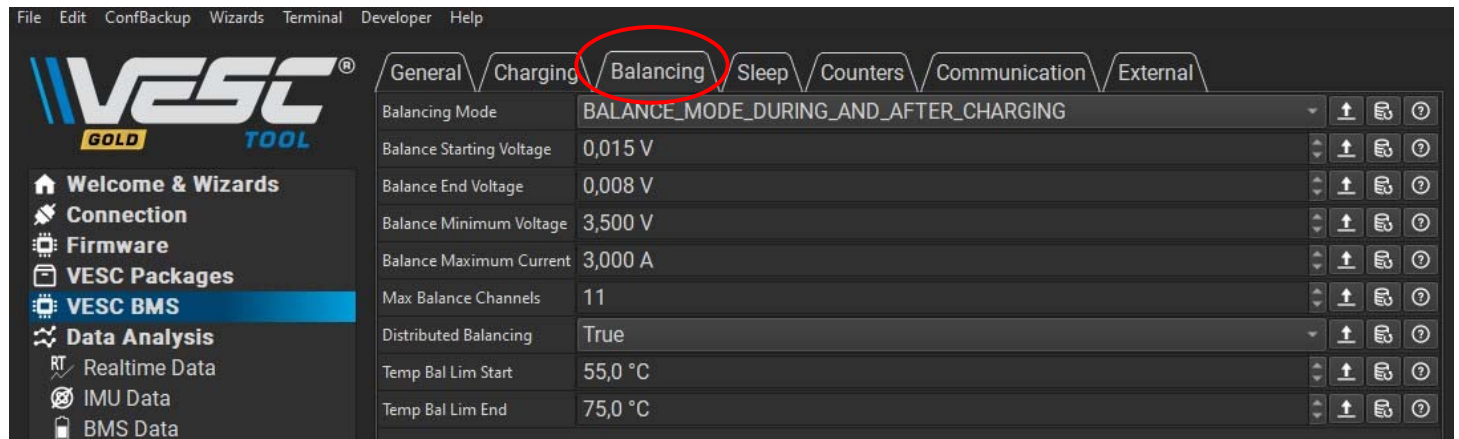 File Edit ConfBackup Wizards Terminal Developer Help
VESC®
GOLD TOOL
Welcome & Wizards
Connection
Firmware
VESC Packages
VESC BMS
Data Analysis
RT Realtime Data
IMU Data
BMS Data
General Charging Balancing Sleep Counters Communication External
Balancing Mode BALANCE_MODE_DURING_AND_AFTER_CHARGING
Balance Starting Voltage 0,015 V
Balance End Voltage 0,008 V
Balance Minimum Voltage 3,500 V
Balance Maximum Current 3,000 A
Max Balance Channels 11
Distributed Balancing True
Temp Bal Lim Start 55,0 °C
Temp Bal Lim End 75,0 °C